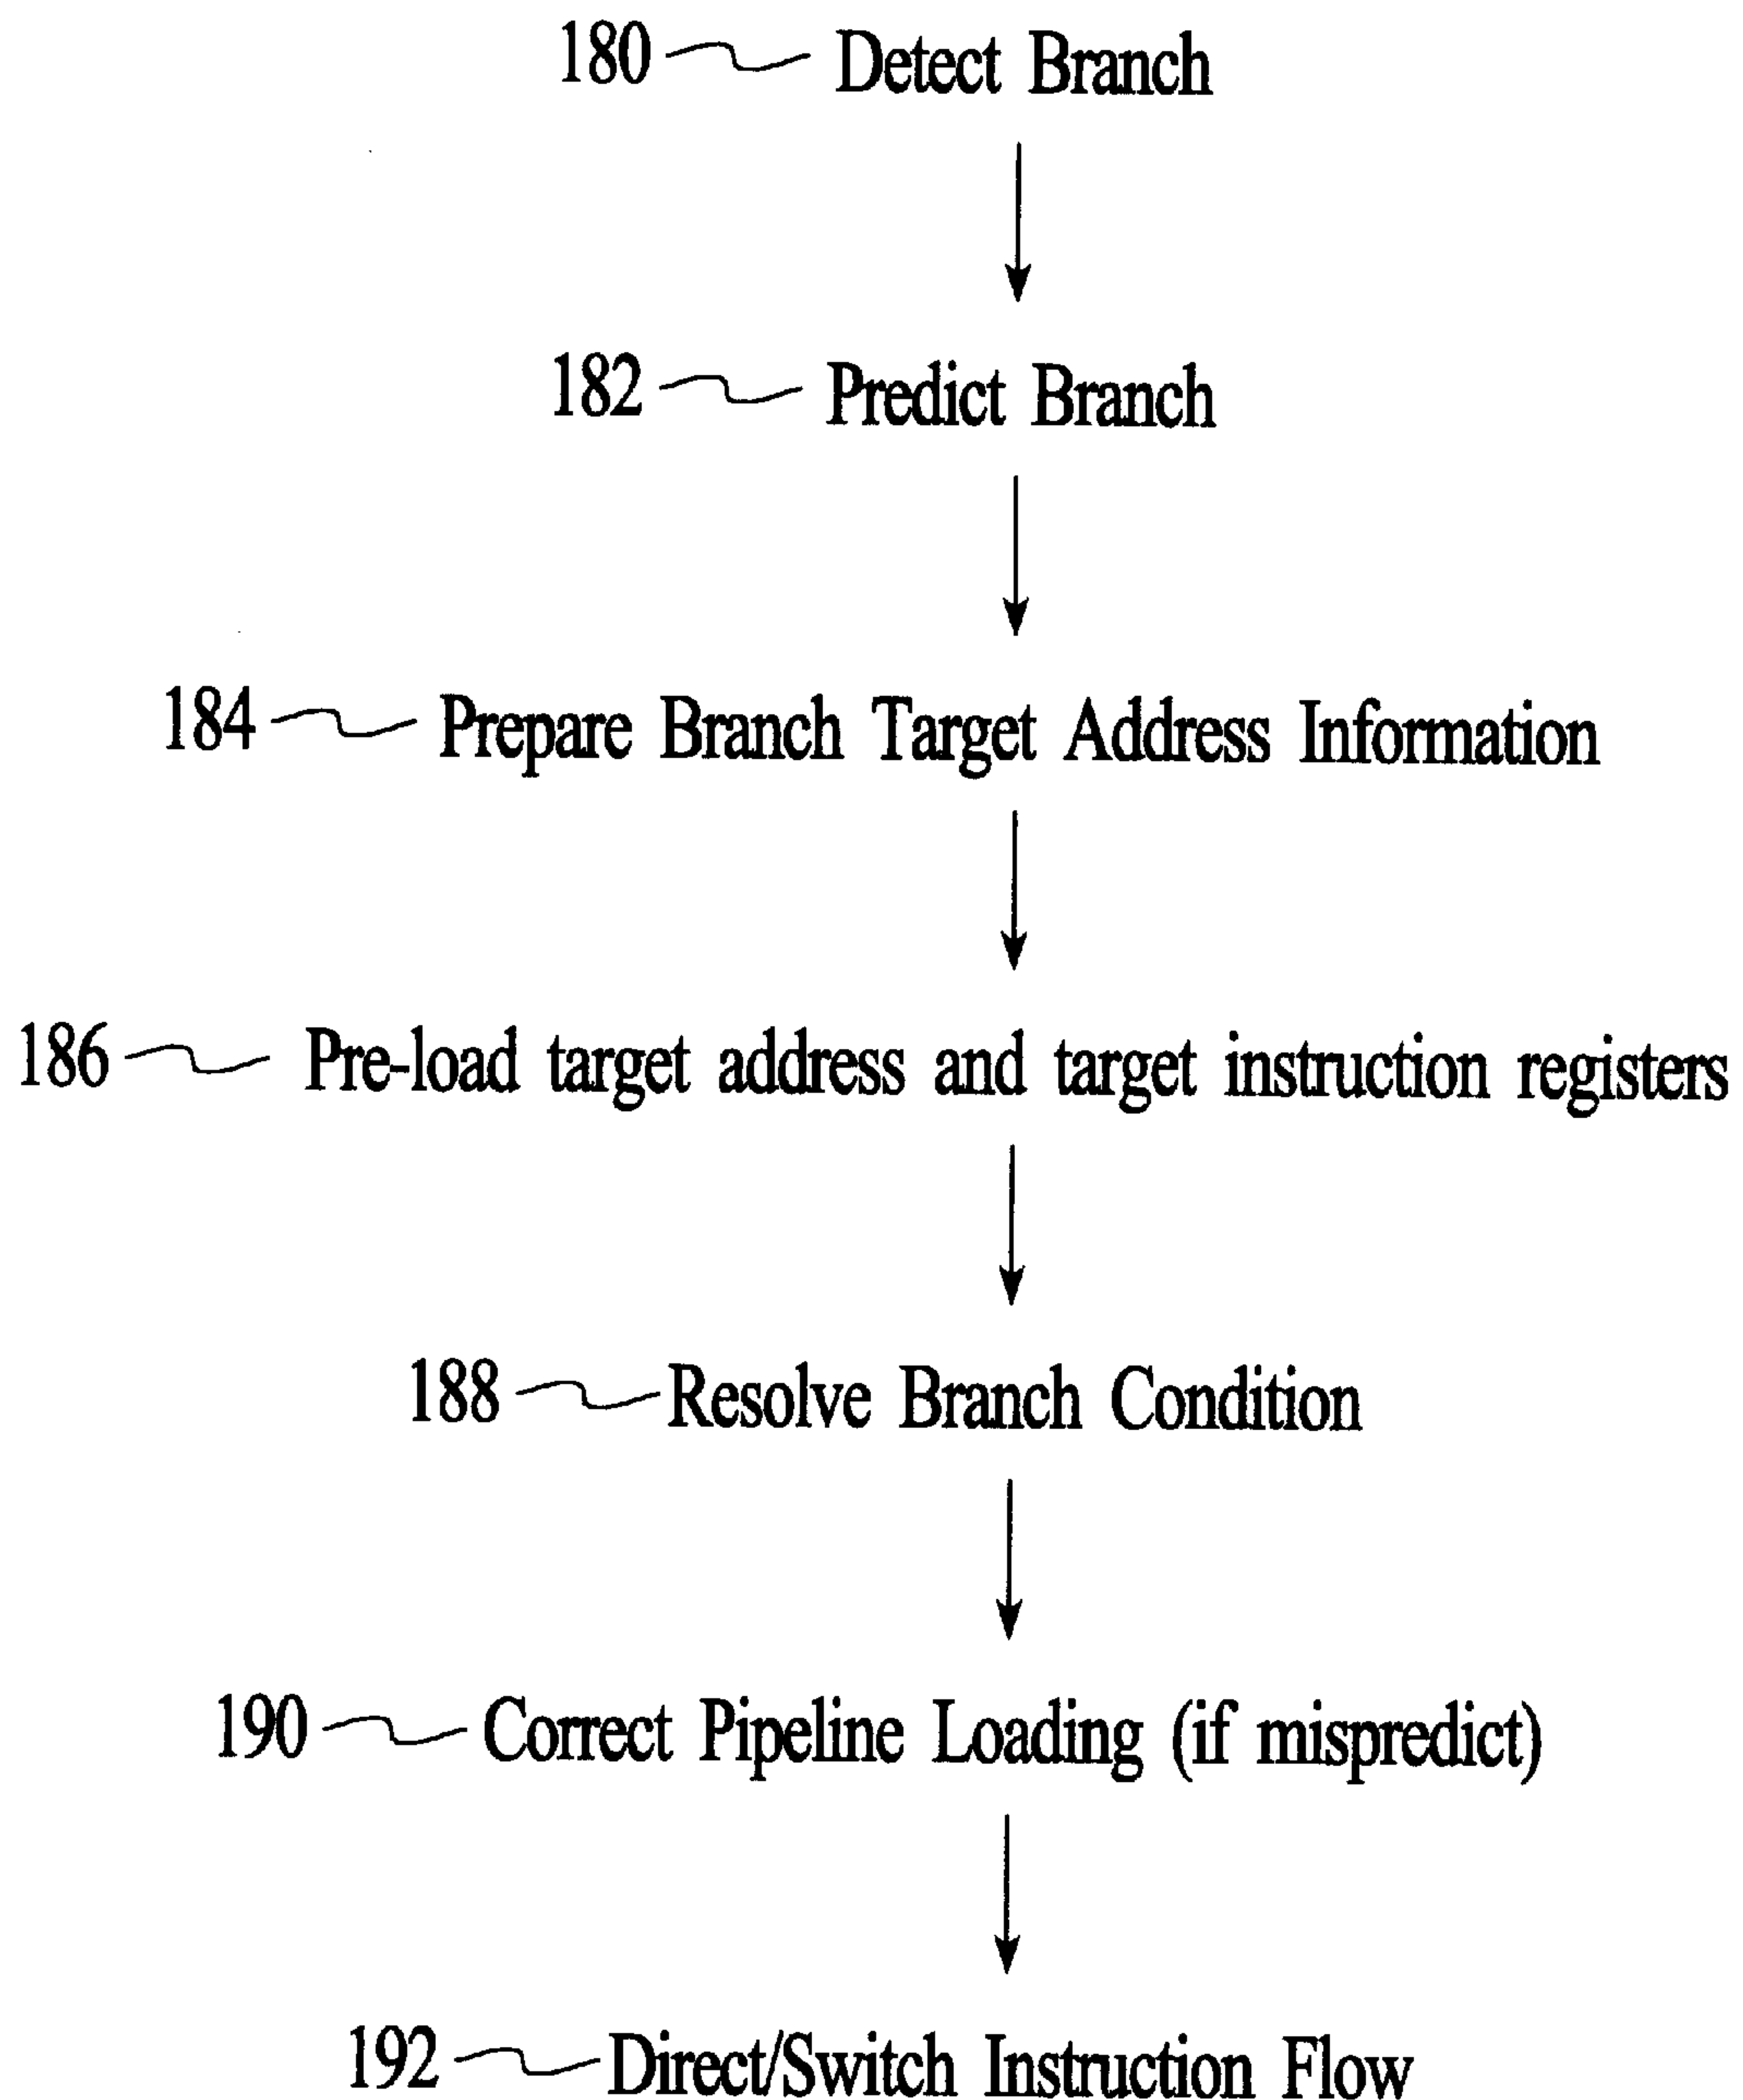 180 Detect Branch
182 Predict Branch
184 Prepare Branch Target Address Information
186 Pre-load target address and target instruction registers
188 Resolve Branch Condition
190 Correct Pipeline Loading (if mispredict)
192 Direct/Switch Instruction Flow